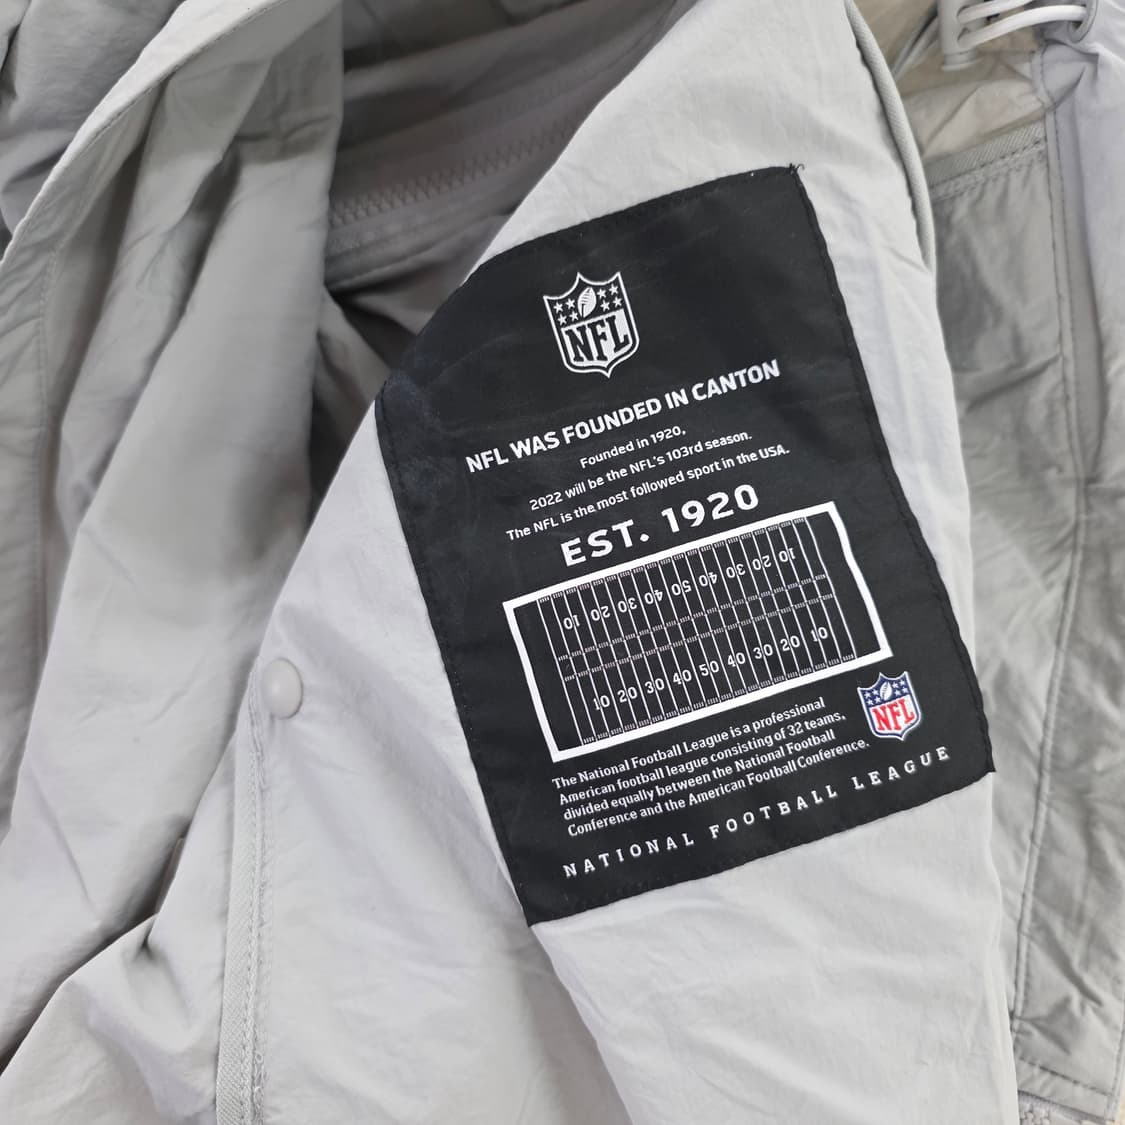 NFL
NFL WAS FOUNDED IN CANTON
Founded in 1920.
2022 will be the NFL's 103rd season.
The NFL is the most followed sport in the USA.
EST. 1920
10 20 30 40 50 40 30 20 10
10 20 30 40 50 40 30 20 10
The National Football League is a professional
American football league consisting of 32 teams,
divided equally between the National Football
Conference and the American Football Conference.
NFL
NATIONAL FOOTBALL LEAGUE